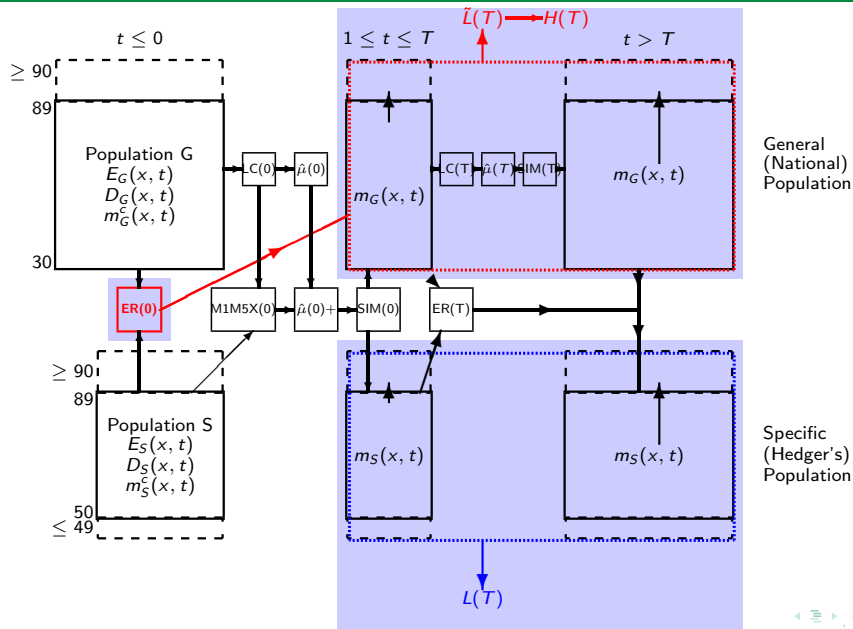 L̃(T) H(T)
t ≤ 0
1 ≤ t ≤ T
t > T
≥ 90
89
Population G
E_G(x, t)
D_G(x, t)
m^c_G(x, t)
30
LC(0)
μ̂(0)
m_G(x, t)
LC(T)
μ̂(T)
SIM(T)
m_G(x, t)
General
(National)
Population
ER(0)
M1M5X(0)
μ̂(0)+
SIM(0)
ER(T)
≥ 90
89
Population S
E_S(x, t)
D_S(x, t)
m^c_S(x, t)
50
≤ 49
m_S(x, t)
m_S(x, t)
Specific
(Hedger's)
Population
L(T)